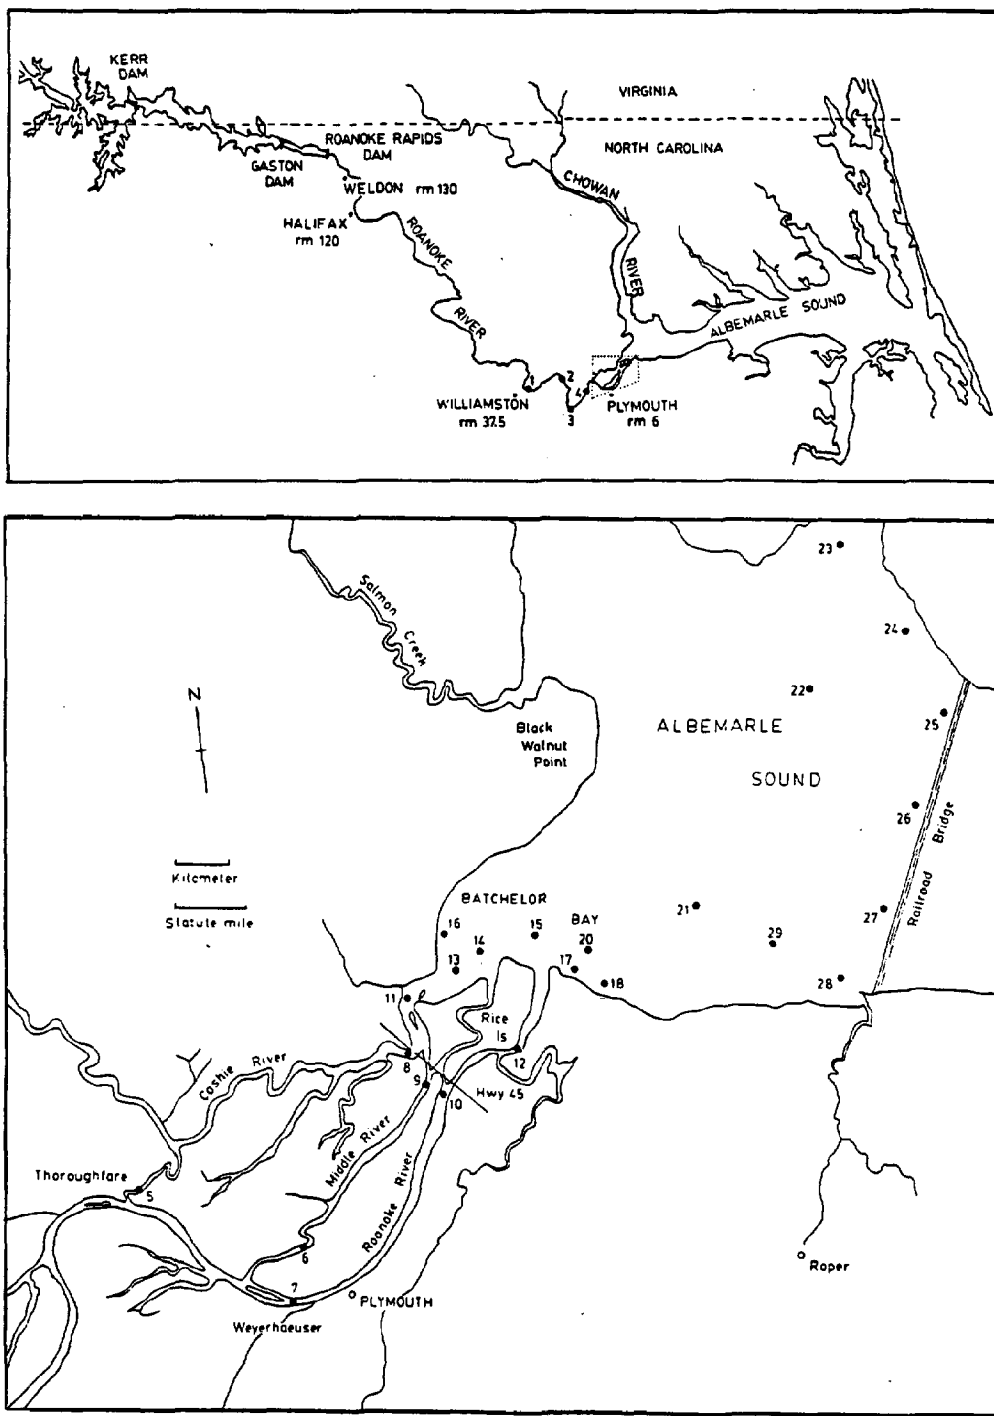 KERR
DAM
VIRGINIA
ROANOKE RAPIDS
DAM
NORTH CAROLINA
GASTON
DAM
WELDON rm 130
CHOWAN
HALIFAX
rm 120
ROANOKE
RIVER
RIVER
ALBEMARLE SOUND
1
2
4
WILLIAMSTON
rm 37.5
3
PLYMOUTH
rm 6
23
Salmon
Creek
24
N
22
25
Black
Walnut
Point
ALBEMARLE
SOUND
26
Railroad Bridge
Kilometer
Statute mile
BATCHELOR
BAY
16
14
15
20
21
27
29
13
17
18
28
11
Rice
Is
12
8
9
10
Hwy 45
Cashie River
Middle River
Roanoke River
Thoroughfare
5
6
7
PLYMOUTH
Roper
Weyerhaeuser